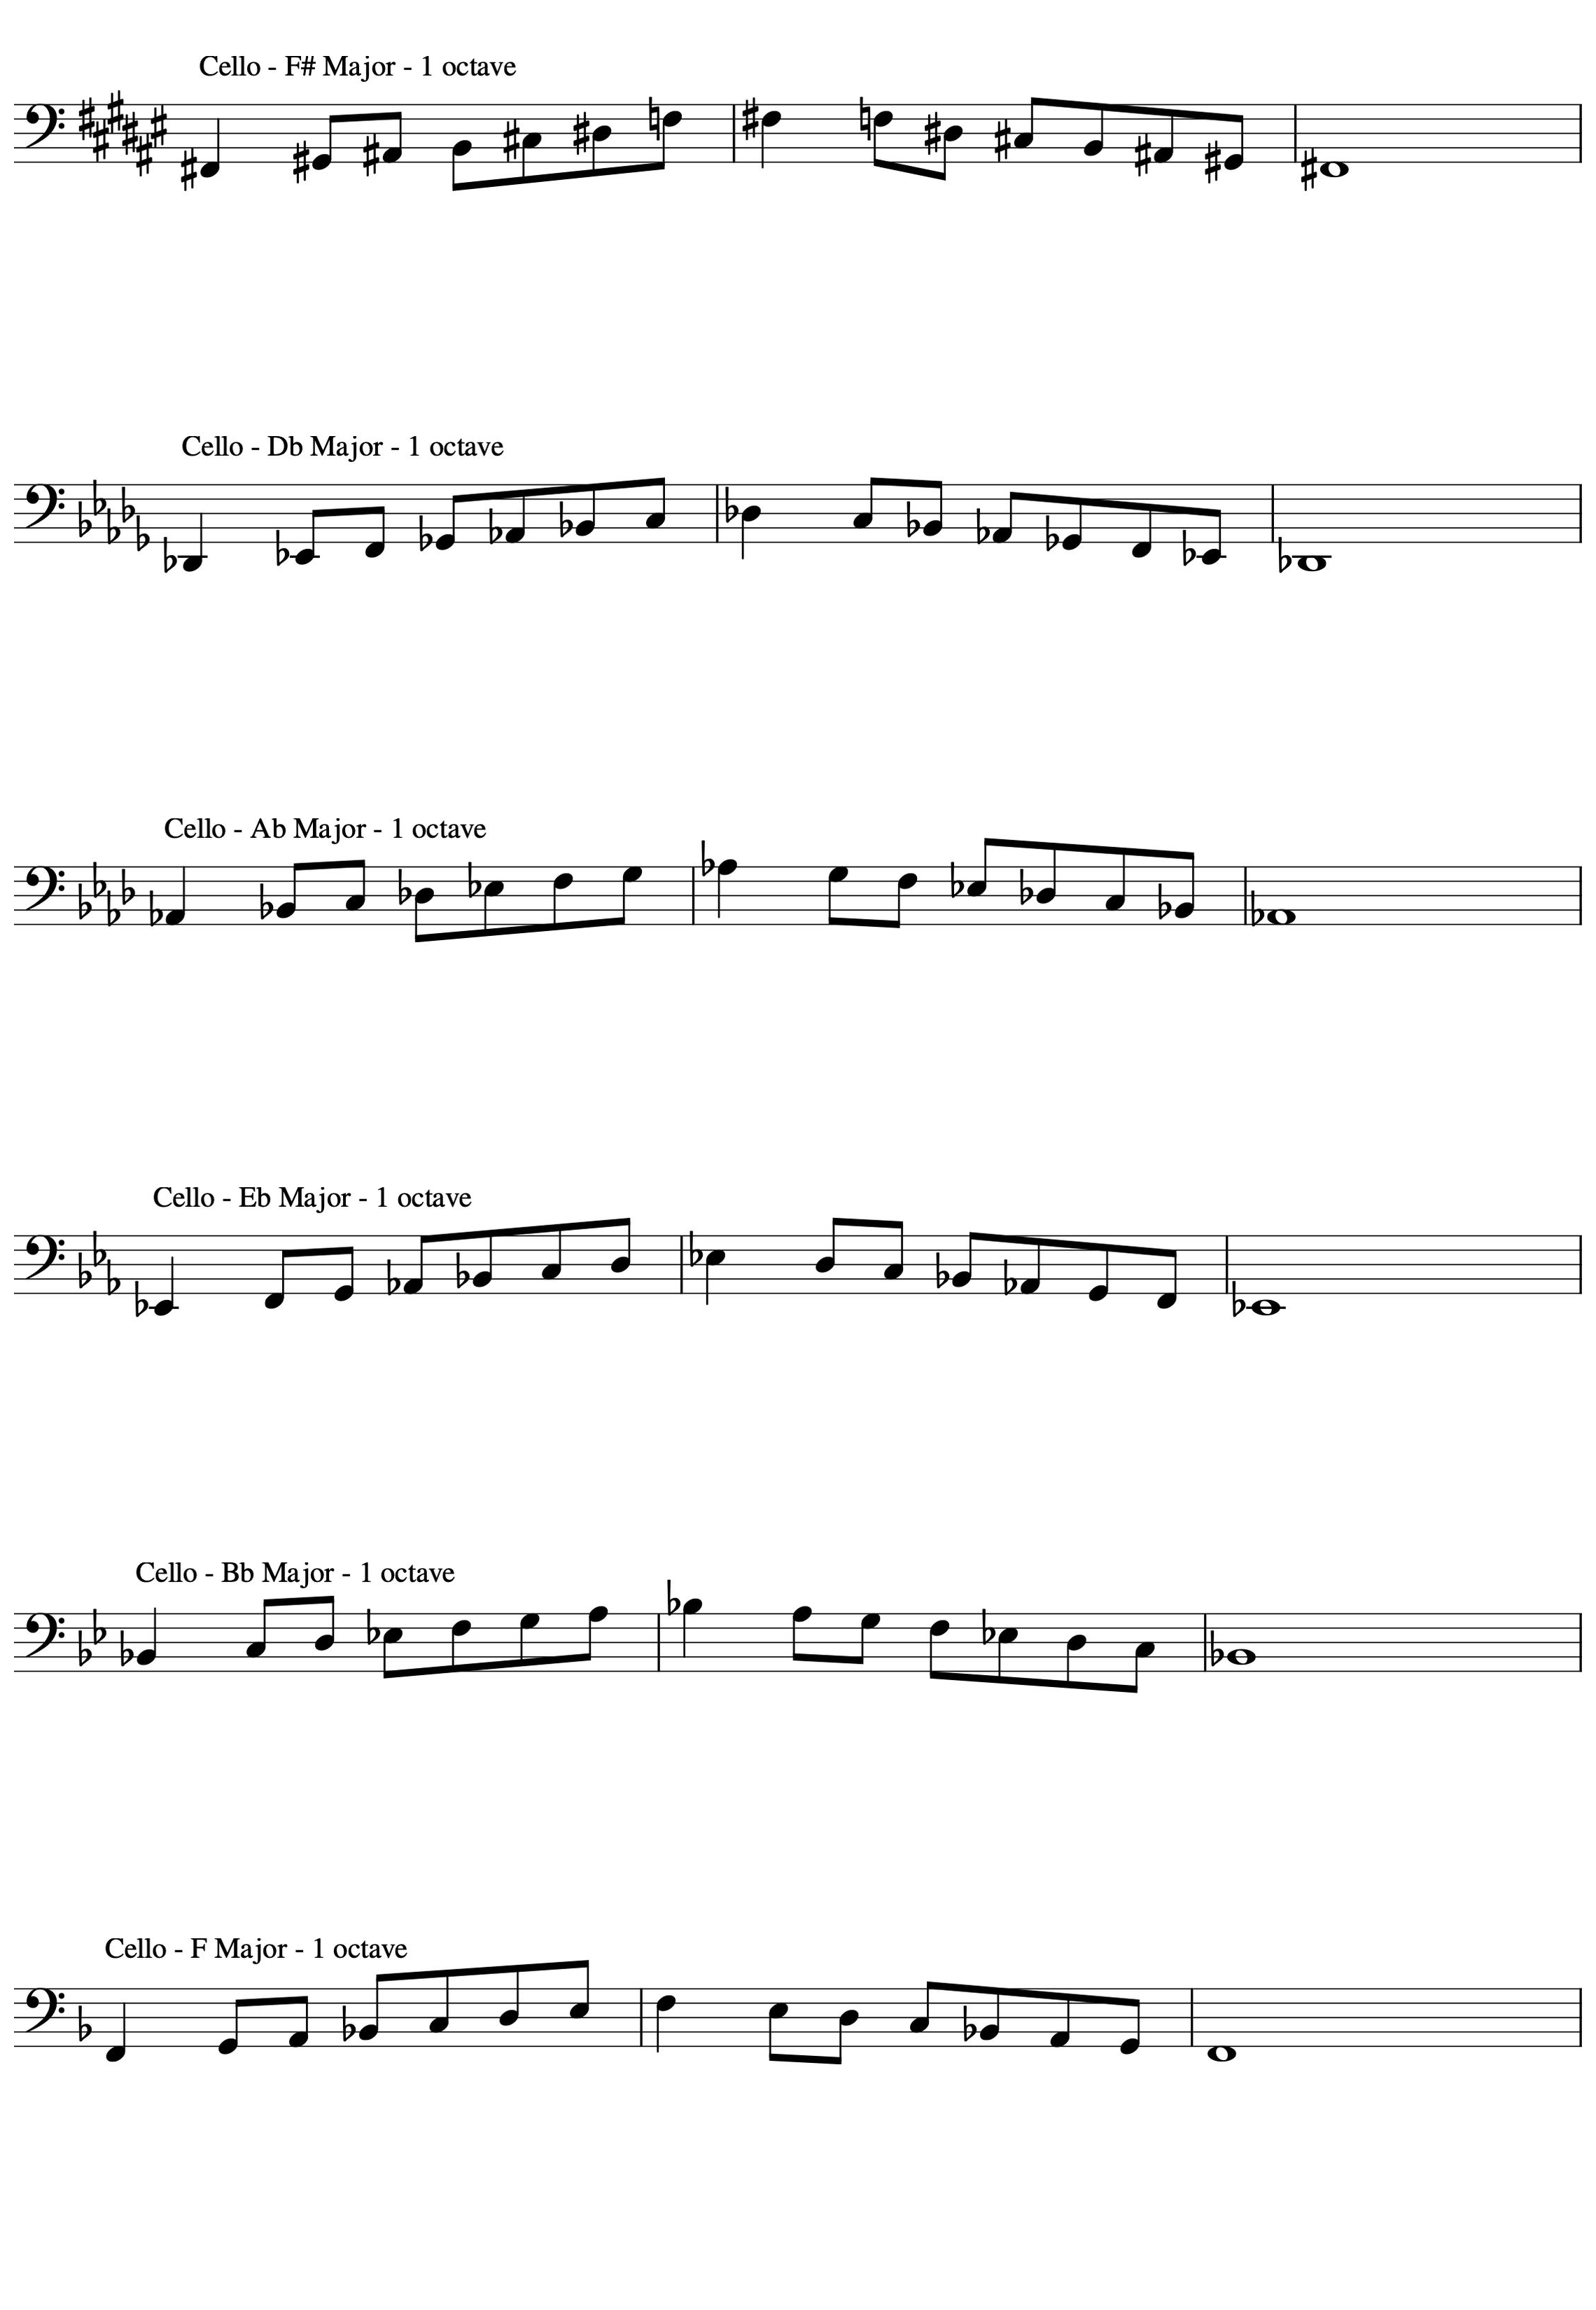 Cello - F# Major - 1 octave
Cello - Db Major - 1 octave
Cello - Ab Major - 1 octave
Cello - Eb Major - 1 octave
Cello - Bb Major - 1 octave
Cello - F Major - 1 octave